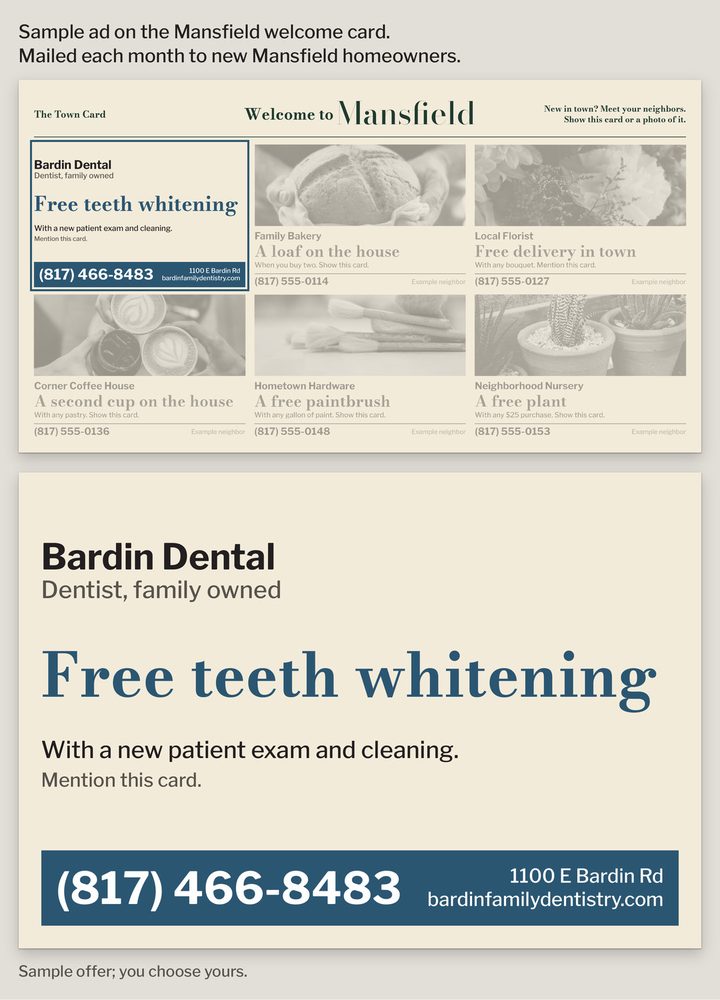 Sample ad on the Mansfield welcome card.
Mailed each month to new Mansfield homeowners.
The Town Card
Welcome to Mansfield
New in town? Meet your neighbors.
Show this card or a photo of it.
Bardin Dental
Dentist, family owned
Free teeth whitening
With a new patient exam and cleaning.
Mention this card.
(817) 466-8483
1100 E Bardin Rd
bardinfamilydentistry.com
Family Bakery
A loaf on the house
When you buy two. Show this card.
(817) 555-0114
Example neighbor
Local Florist
Free delivery in town
With any bouquet. Mention this card.
(817) 555-0127
Example neighbor
Corner Coffee House
A second cup on the house
With any pastry. Show this card.
(817) 555-0136
Example neighbor
Hometown Hardware
A free paintbrush
With any gallon of paint. Show this card.
(817) 555-0148
Example neighbor
Neighborhood Nursery
A free plant
With any $25 purchase. Show this card.
(817) 555-0153
Example neighbor
Bardin Dental
Dentist, family owned
Free teeth whitening
With a new patient exam and cleaning.
Mention this card.
(817) 466-8483
1100 E Bardin Rd
bardinfamilydentistry.com
Sample offer; you choose yours.